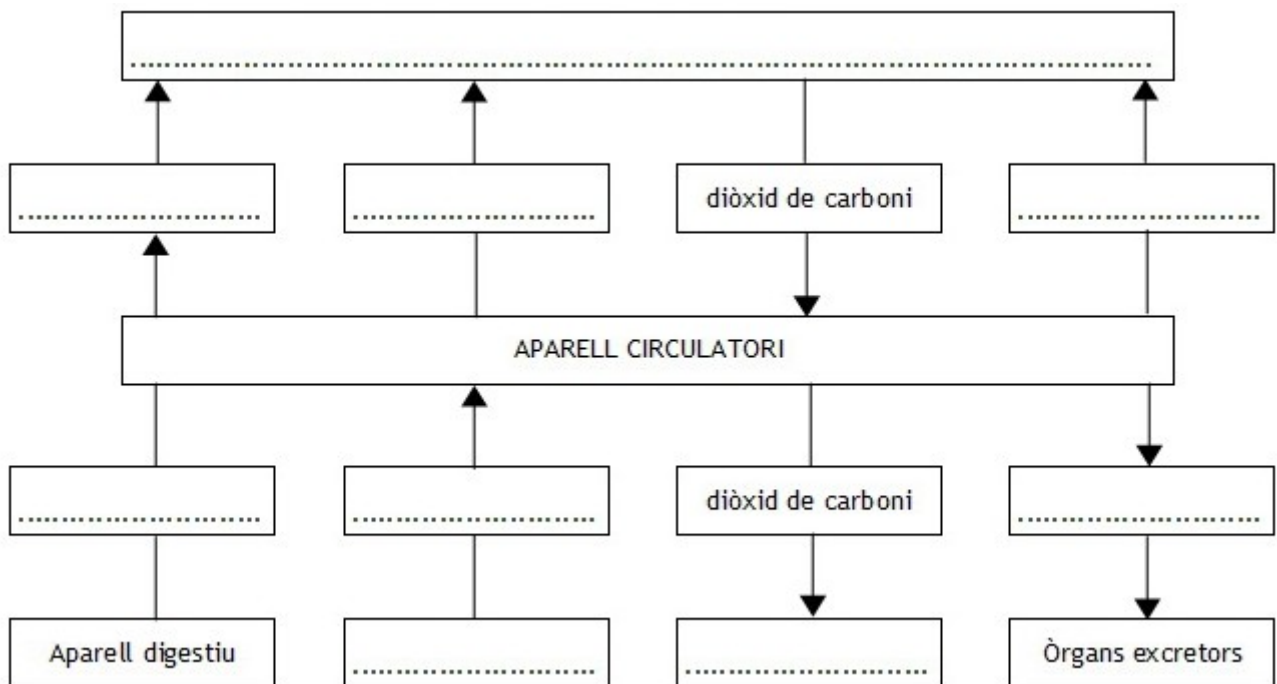 diòxid de carboni
APARELL CIRCULATORI
diòxid de carboni
Aparell digestiu
Òrgans excretors